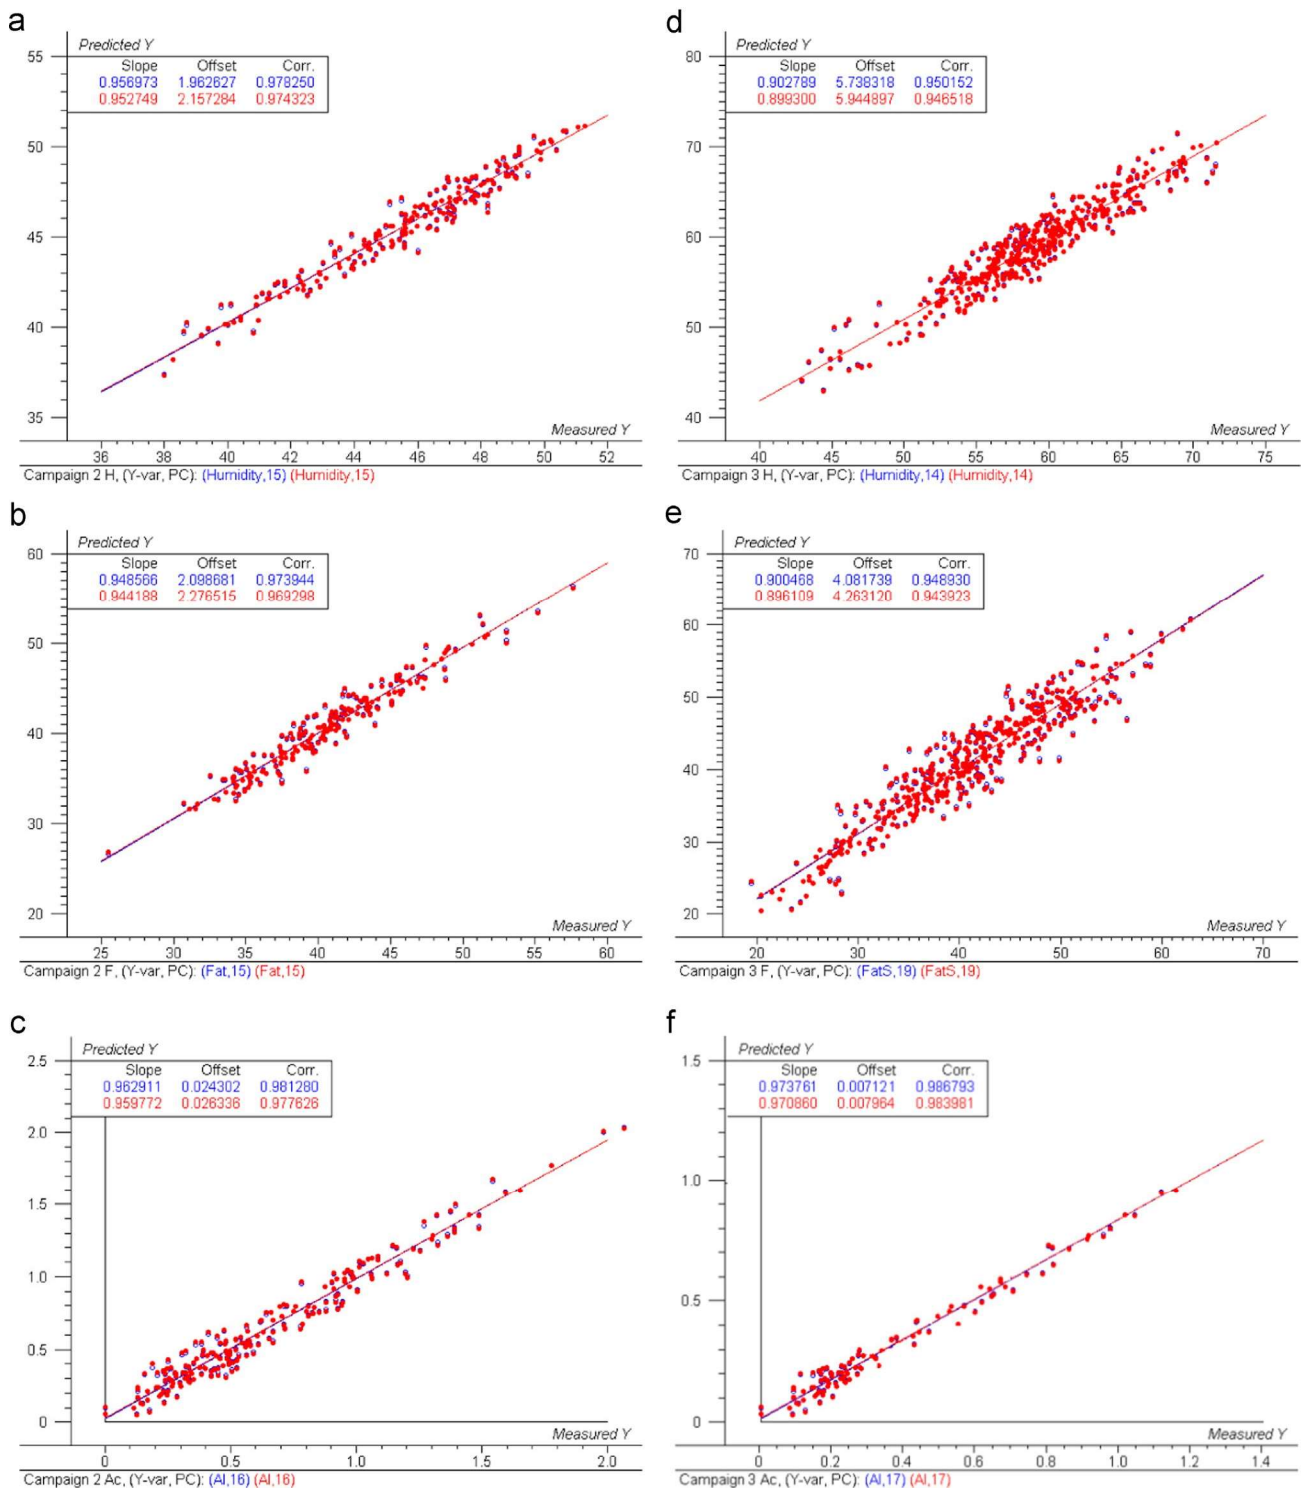 a
Predicted Y
Slope Offset Corr.
0.956973 1.962627 0.978250
0.952749 2.157284 0.974323
55
50
45
40
35
Measured Y
36 38 40 42 44 46 48 50 52
Campaign 2 H, (Y-var, PC): (Humidity,15) (Humidity,15)
b
Predicted Y
Slope Offset Corr.
0.948566 2.098681 0.973944
0.944188 2.276515 0.969298
60
50
40
30
20
Measured Y
25 30 35 40 45 50 55 60
Campaign 2 F, (Y-var, PC): (Fat,15) (Fat,15)
c
Predicted Y
Slope Offset Corr.
0.962911 0.024302 0.981280
0.959772 0.026336 0.977626
2.5
2.0
1.5
1.0
0.5
0
Measured Y
0 0.5 1.0 1.5 2.0
Campaign 2 Ac, (Y-var, PC): (AI,16) (AI,16)
d
Predicted Y
Slope Offset Corr.
0.902789 5.738318 0.950152
0.899300 5.944897 0.946518
80
70
60
50
40
Measured Y
40 45 50 55 60 65 70 75
Campaign 3 H, (Y-var, PC): (Humidity,14) (Humidity,14)
e
Predicted Y
Slope Offset Corr.
0.900468 4.081739 0.948930
0.896109 4.263120 0.943923
70
60
50
40
30
20
Measured Y
20 30 40 50 60 70
Campaign 3 F, (Y-var, PC): (FatS,19) (FatS,19)
f
Predicted Y
Slope Offset Corr.
0.973761 0.007121 0.986793
0.970860 0.007964 0.983981
1.5
1.0
0.5
0
Measured Y
0 0.2 0.4 0.6 0.8 1.0 1.2 1.4
Campaign 3 Ac, (Y-var, PC): (AI,17) (AI,17)